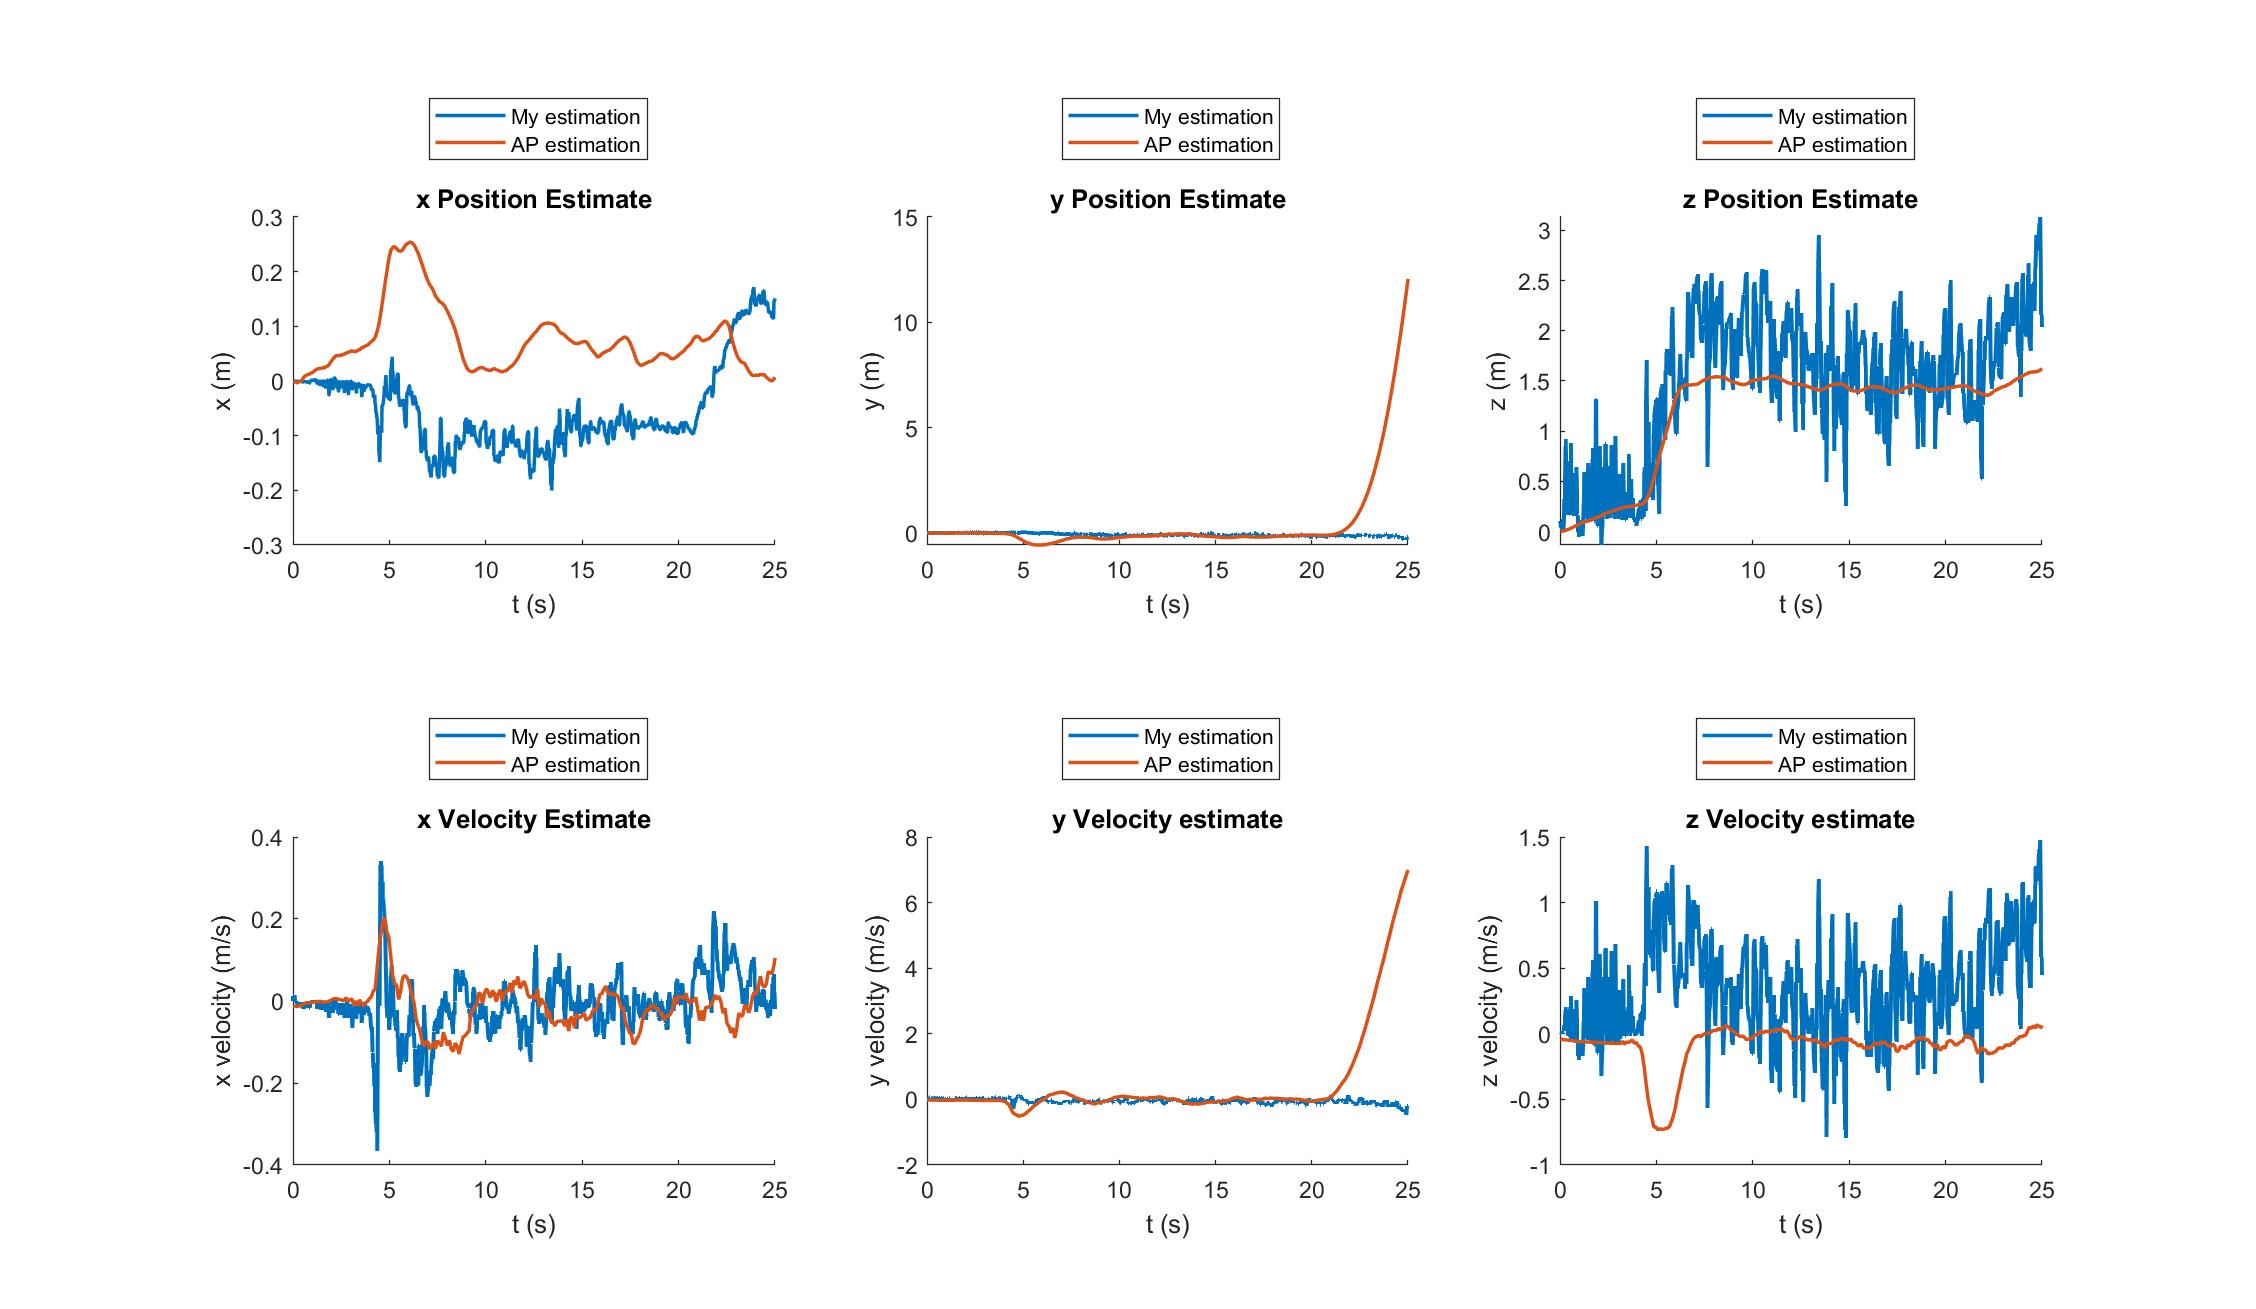 My estimation
AP estimation
x Position Estimate
0.3
0.2
0.1
0
-0.1
-0.2
-0.3
x (m)
0 5 10 15 20 25
t (s)
My estimation
AP estimation
y Position Estimate
15
10
5
0
y (m)
0 5 10 15 20 25
t (s)
My estimation
AP estimation
z Position Estimate
3
2.5
2
1.5
1
0.5
0
z (m)
0 5 10 15 20 25
t (s)
My estimation
AP estimation
x Velocity Estimate
0.4
0.2
0
-0.2
-0.4
x velocity (m/s)
0 5 10 15 20 25
t (s)
My estimation
AP estimation
y Velocity estimate
8
6
4
2
0
-2
y velocity (m/s)
0 5 10 15 20 25
t (s)
My estimation
AP estimation
z Velocity estimate
1.5
1
0.5
0
-0.5
-1
z velocity (m/s)
0 5 10 15 20 25
t (s)